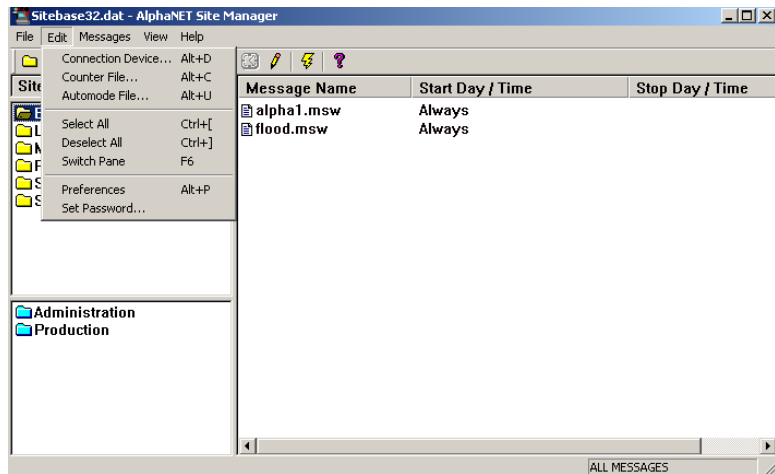 Sitebase32.dat - AlphaNET Site Manager
File Edit Messages View Help
Connection Device... Alt+D
Counter File... Alt+C
Automode File... Alt+U
Select All Ctrl+[
Deselect All Ctrl+]
Switch Pane F6
Preferences Alt+P
Set Password...
Message Name Start Day / Time Stop Day / Time
alpha1.msw Always
flood.msw Always
Administration
Production
ALL MESSAGES